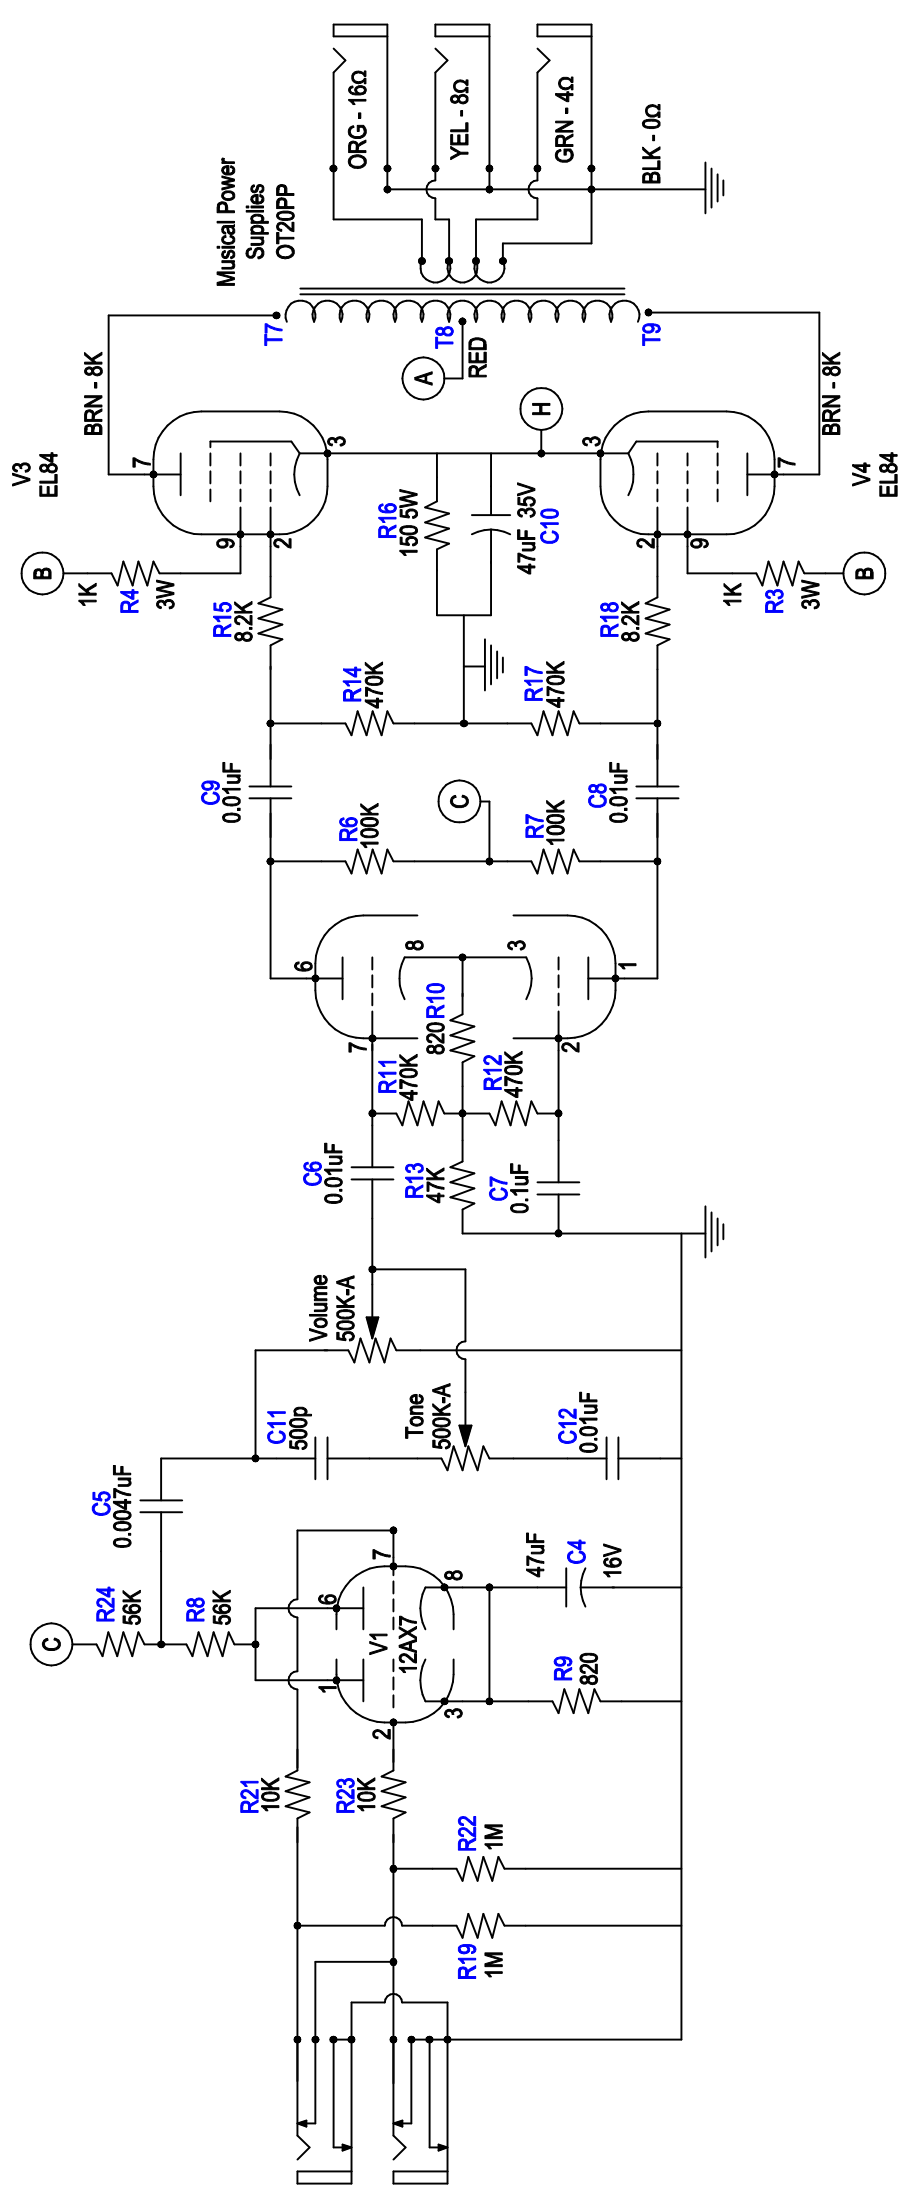 Musical Power
Supplies
OT20PP
ORG - 16Ω
YEL - 8Ω
GRN - 4Ω
BLK - 0Ω
BRN - 8K
T7
T8
RED
T9
BRN - 8K
A
H
V3
EL84
7
3
9
2
V4
EL84
3
7
2
9
B
1K
R4
3W
B
1K
R3
3W
R16
150 5W
47uF 35V
C10
R15
8.2K
R18
8.2K
R14
470K
R17
470K
C9
0.01uF
C8
0.01uF
C
R6
100K
R7
100K
6
8
3
1
7
2
820
R10
R11
470K
R12
470K
C6
0.01uF
R13
47K
C7
0.1uF
Volume
500K-A
Tone
500K-A
C11
500p
C12
0.01uF
C5
0.0047uF
C
R24
56K
R8
56K
V1
12AX7
1
6
7
2
3
8
47uF
C4
16V
R9
820
R21
10K
R23
10K
R22
1M
R19
1M